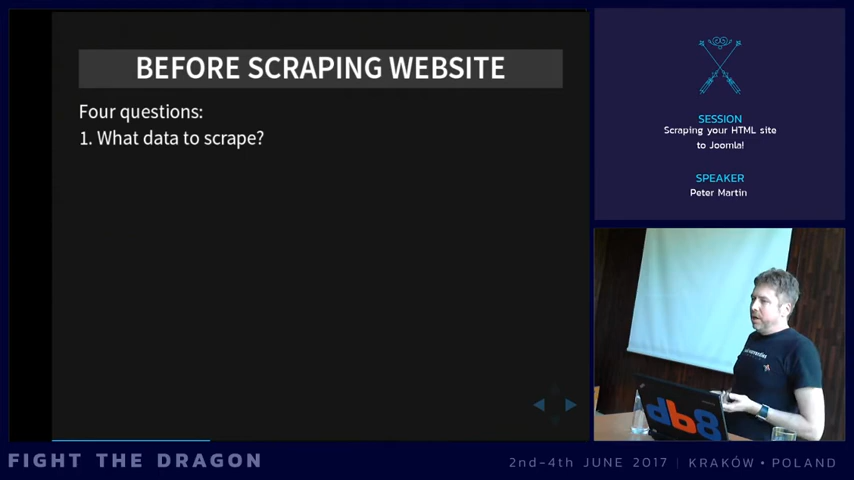 BEFORE SCRAPING WEBSITE
Four questions:
1. What data to scrape?
SESSION
Scraping your HTML site
to Joomla!
SPEAKER
Peter Martin
db8
FIGHT THE DRAGON
2nd-4th JUNE 2017 | KRAKÓW • POLAND